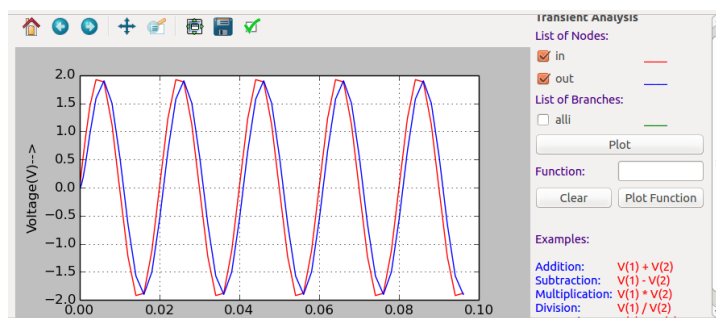 Transient Analysis
List of Nodes:
in
out
List of Branches:
alli
Plot
Function:
Clear Plot Function
Examples:
Addition: V(1) + V(2)
Subtraction: V(1) - V(2)
Multiplication: V(1) * V(2)
Division: V(1) / V(2)
Voltage(V)-->
2.0
1.5
1.0
0.5
0.0
−0.5
−1.0
−1.5
−2.0
0.00 0.02 0.04 0.06 0.08 0.10